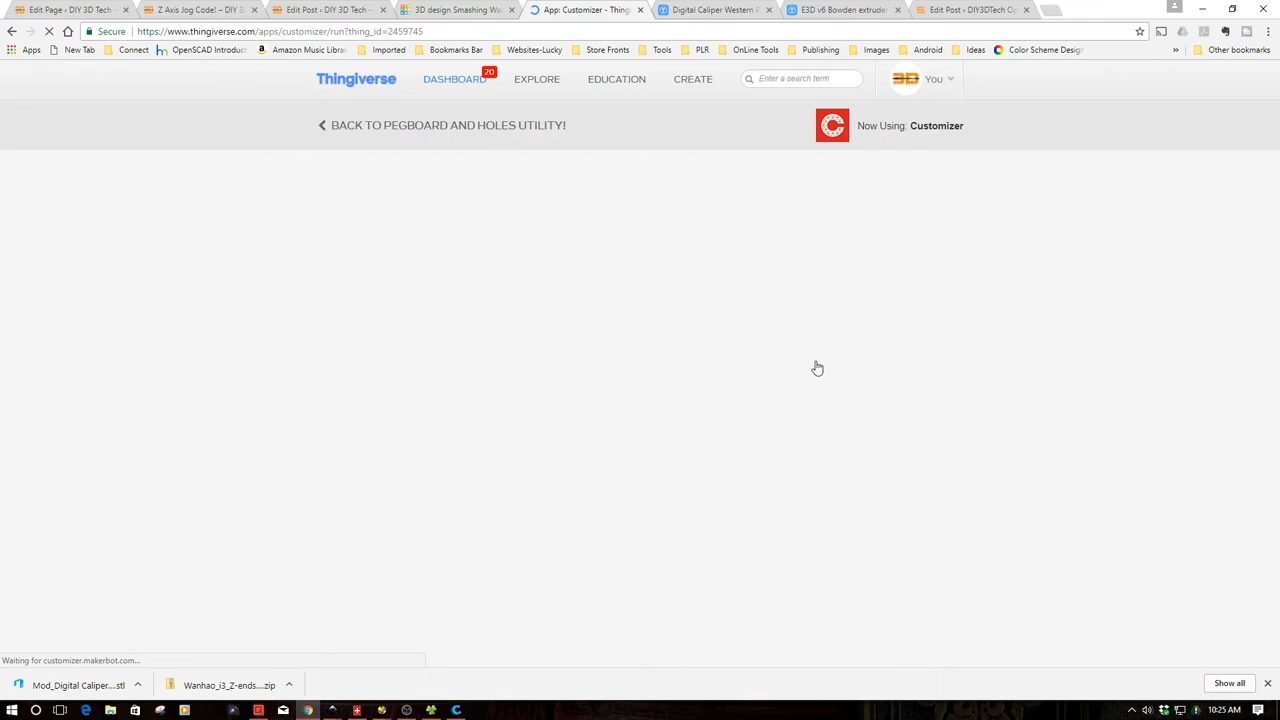 Edit Page ‹ DIY 3D Tech
Z Axis Jog Code! – DIY 3
Edit Post ‹ DIY 3D Tech —
3D design Smashing Wa
App: Customizer - Thing
Digital Caliper Western P
E3D v6 Bowden extruder
Edit Post ‹ DIY3DTech Op
Secure
https://www.thingiverse.com/apps/customizer/run?thing_id=2459745
Apps
New Tab
Connect
OpenSCAD Introduct
Amazon Music Librar
Imported
Bookmarks Bar
Websites-Lucky
Store Fronts
Tools
PLR
OnLine Tools
Publishing
Images
Android
Ideas
Color Scheme Design
»
Other bookmarks
Thingiverse
DASHBOARD
20
EXPLORE
EDUCATION
CREATE
Enter a search term
3D
You
BACK TO PEGBOARD AND HOLES UTILITY!
Now Using: Customizer
Waiting for customizer.makerbot.com...
Mod_Digital Caliper....stl
Wanhao_i3_Z-ends....zip
Show all
10:25 AM